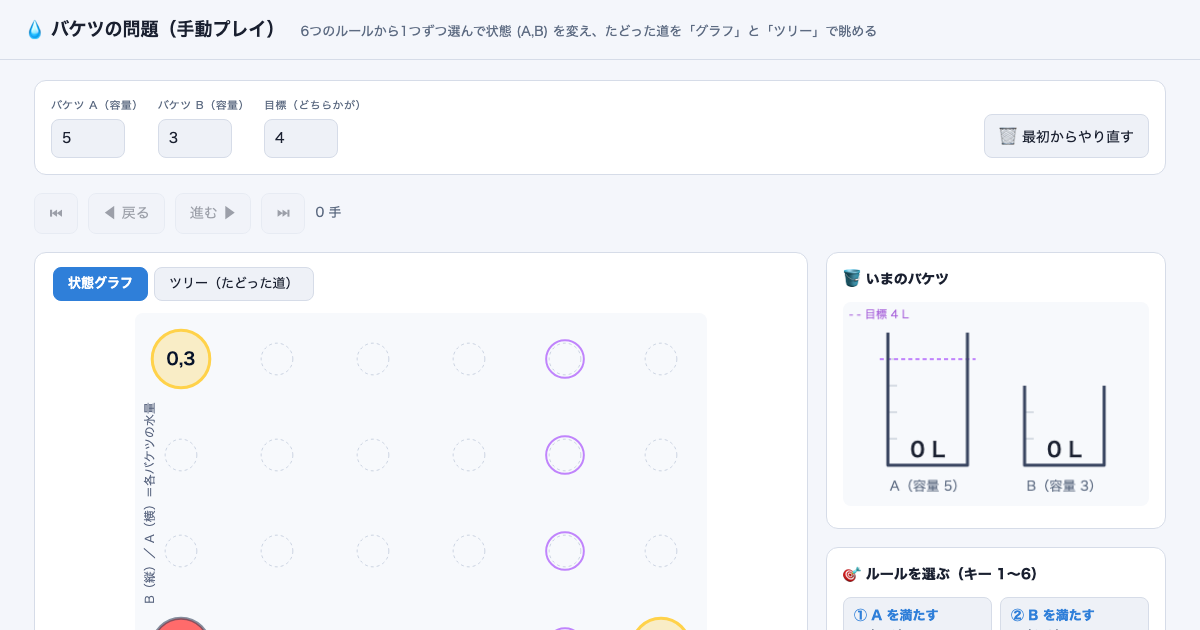 バケツの問題（手動プレイ）
6つのルールから1つずつ選んで状態 (A,B) を変え、たどった道を「グラフ」と「ツリー」で眺める
バケツ A（容量） バケツ B（容量） 目標（どちらかが）
5 3 4
最初からやり直す
⏮ ◀ 戻る 進む ▶ ⏭ 0 手
状態グラフ ツリー（たどった道）
0,3
B（縦）／ A（横）＝各バケツの水量
いまのバケツ
-- 目標 4 L
0 L 0 L
A（容量 5） B（容量 3）
ルールを選ぶ（キー 1〜6）
① A を満たす ② B を満たす